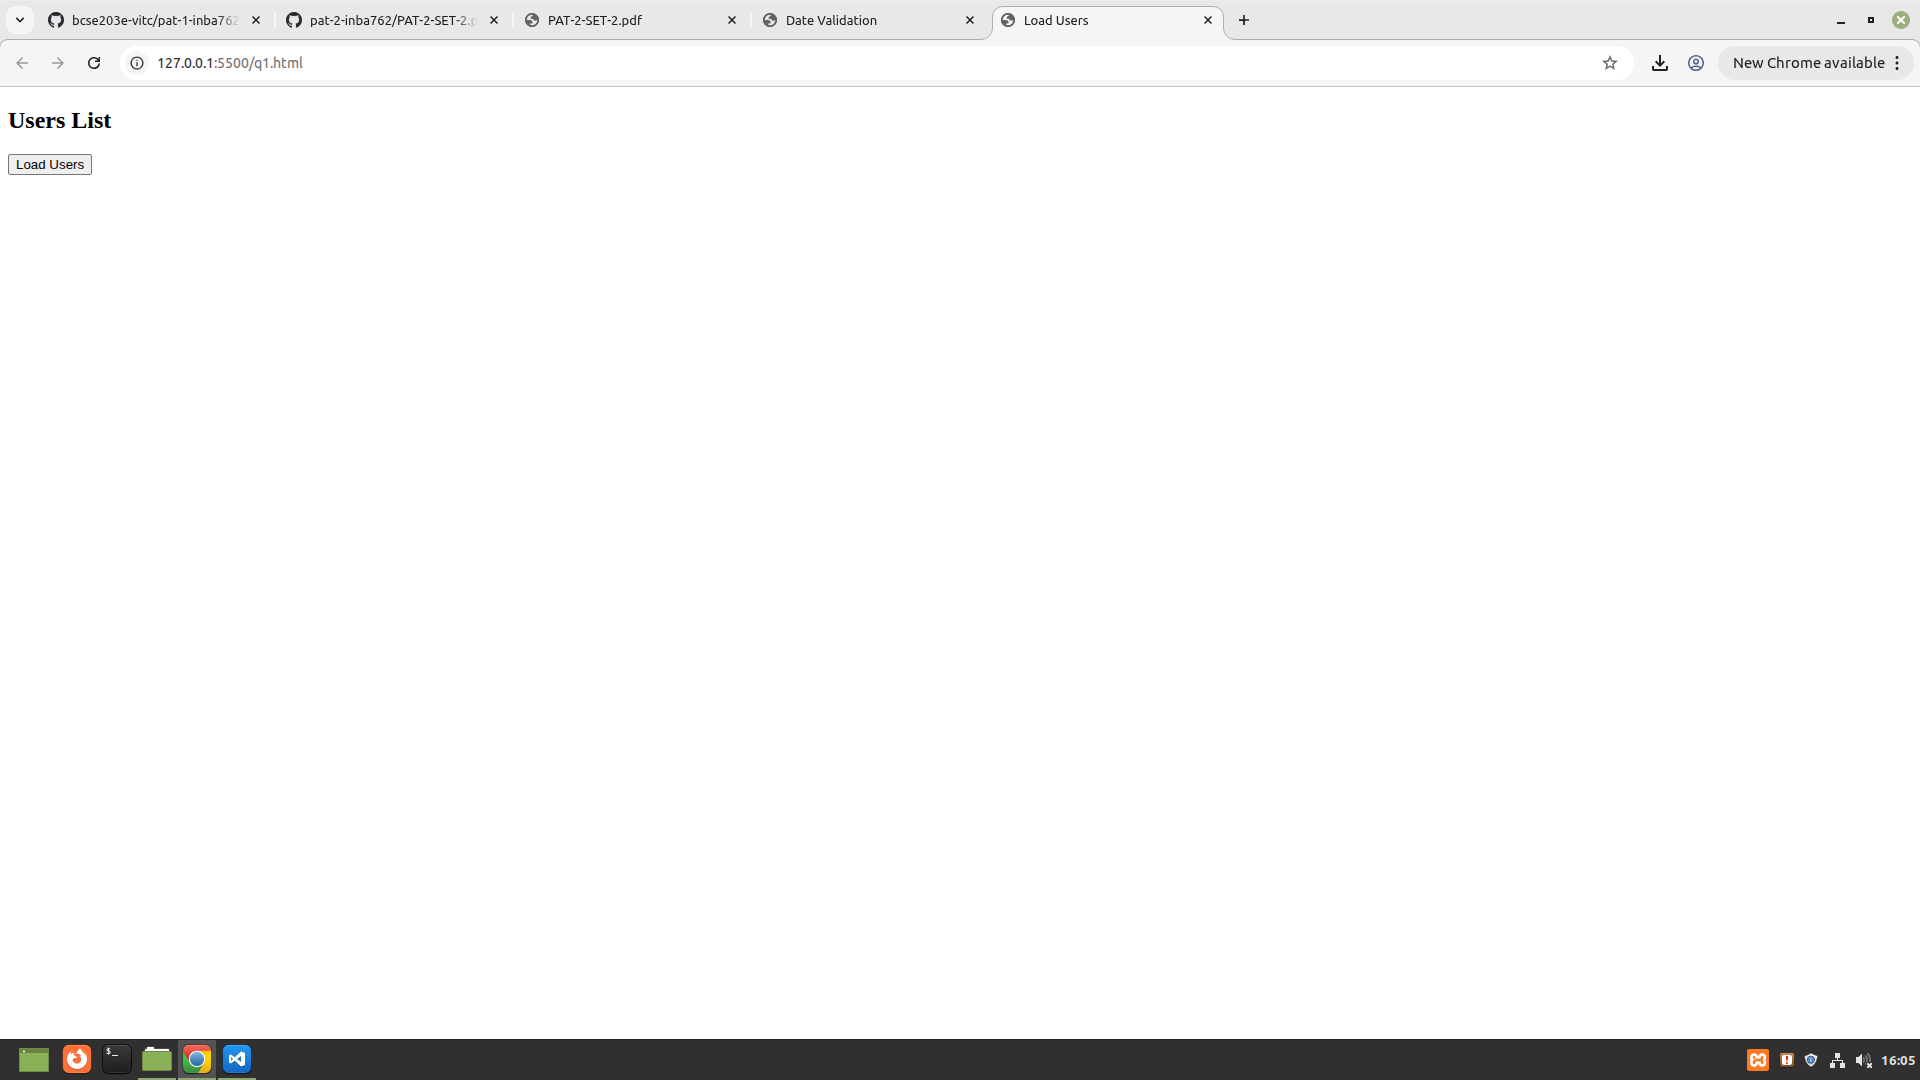 bcse203e-vitc/pat-1-inba762
pat-2-inba762/PAT-2-SET-2.p
PAT-2-SET-2.pdf
Date Validation
Load Users
127.0.0.1:5500/q1.html
New Chrome available
Users List
Load Users
$_
16:05